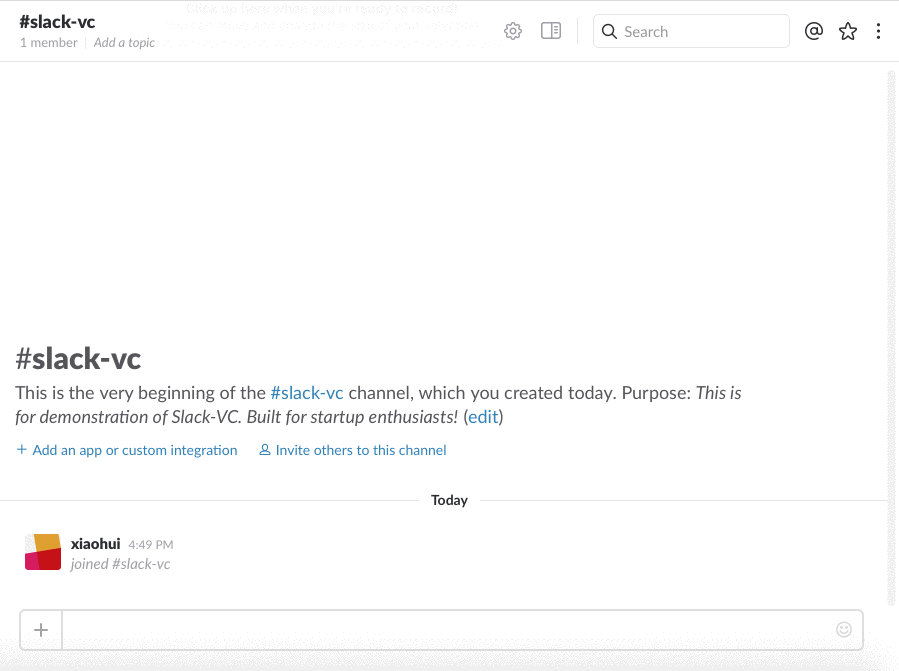 #slack-vc
1 member
Add a topic
Click up here when you're ready to record!
Search
#slack-vc
This is the very beginning of the #slack-vc channel, which you created today. Purpose: This is
for demonstration of Slack-VC. Built for startup enthusiasts! (edit)
+ Add an app or custom integration
Invite others to this channel
Today
xiaohui 4:49 PM
joined #slack-vc